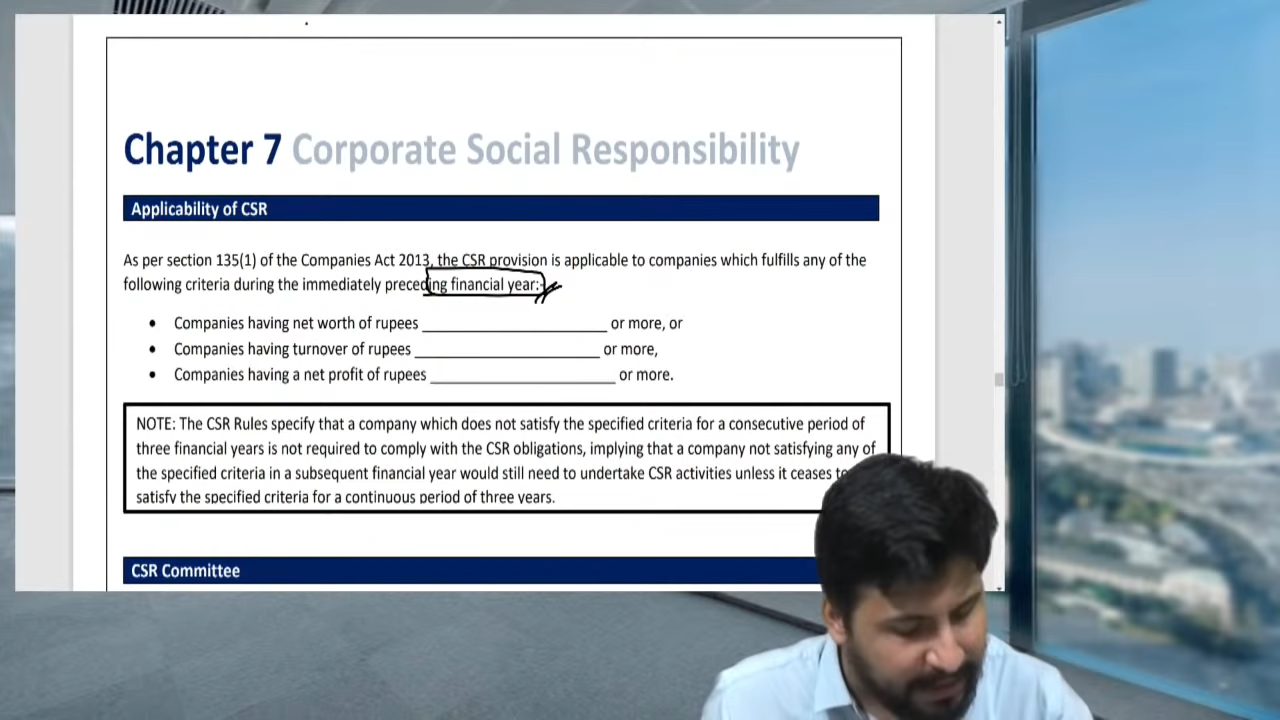 Chapter 7 Corporate Social Responsibility
Applicability of CSR
As per section 135(1) of the Companies Act 2013, the CSR provision is applicable to companies which fulfills any of the
following criteria during the immediately preceding financial year:-
• Companies having net worth of rupees ____________________ or more, or
• Companies having turnover of rupees ____________________ or more,
• Companies having a net profit of rupees ____________________ or more.
NOTE: The CSR Rules specify that a company which does not satisfy the specified criteria for a consecutive period of
three financial years is not required to comply with the CSR obligations, implying that a company not satisfying any of
the specified criteria in a subsequent financial year would still need to undertake CSR activities unless it ceases to
satisfy the specified criteria for a continuous period of three years.
CSR Committee